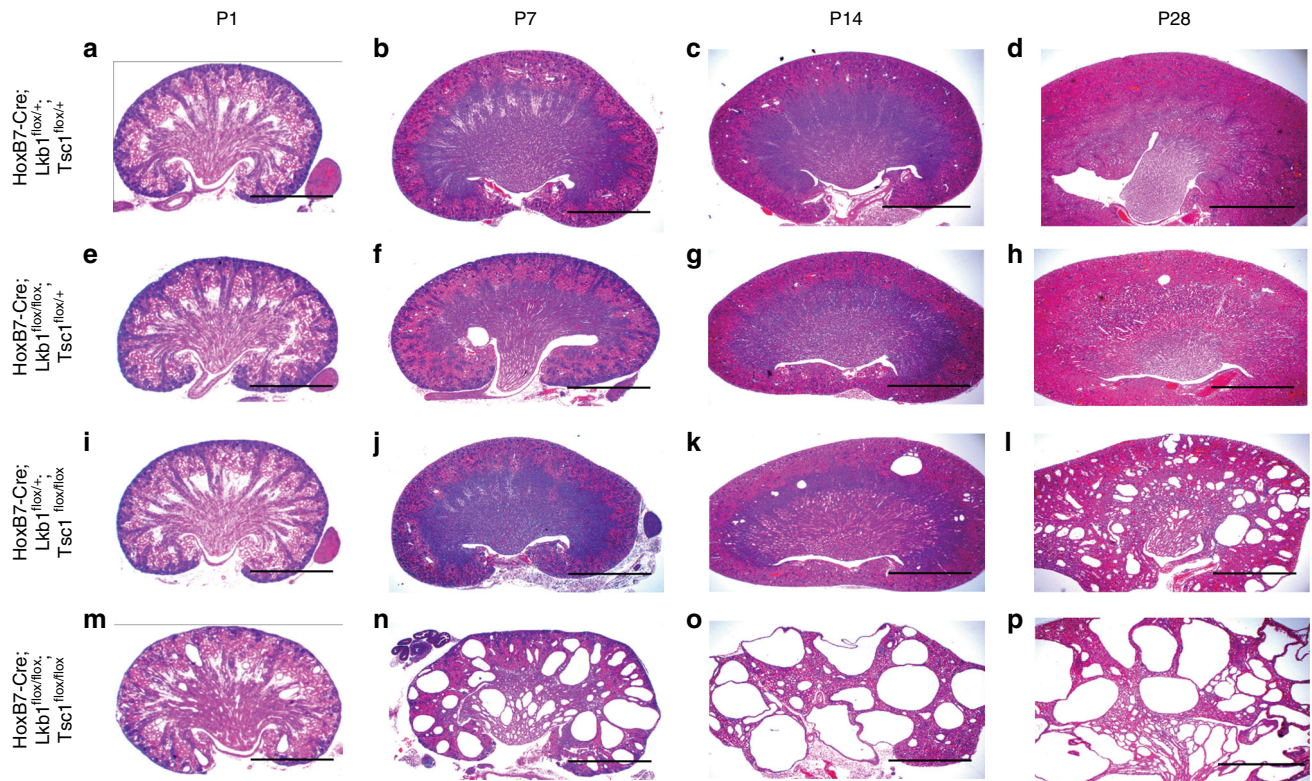 P1 P7 P14 P28
a b c d
HoxB7-Cre;
Lkb1flox/+;
Tsc1flox/+
e f g h
HoxB7-Cre;
Lkb1flox/flox;
Tsc1flox/+
i j k l
HoxB7-Cre;
Lkb1flox/+;
Tsc1flox/flox
m n o p
HoxB7-Cre;
Lkb1flox/flox;
Tsc1flox/flox